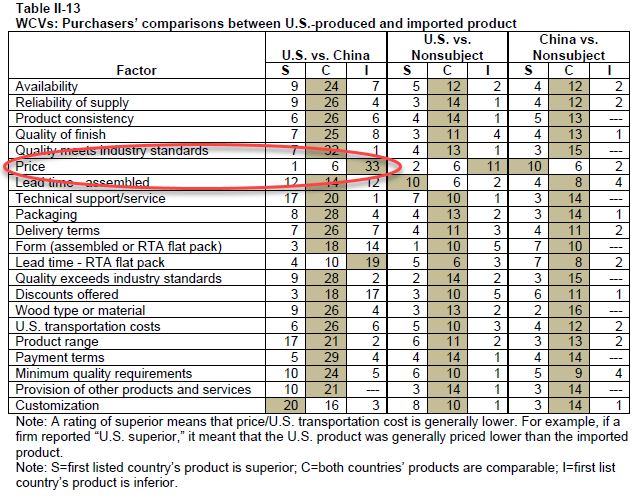 Table II-13
WCVs: Purchasers’ comparisons between U.S.-produced and imported product
Factor U.S. vs. China U.S. vs. Nonsubject China vs. Nonsubject
S C I S C I S C I
Availability 9 24 7 5 12 2 4 12 2
Reliability of supply 9 26 4 3 14 1 4 12 2
Product consistency 6 26 6 4 14 1 5 13 ---
Quality of finish 7 25 8 3 11 4 4 13 1
Quality meets industry standards 7 32 1 4 13 1 3 15 ---
Price 1 6 33 2 6 11 10 6 2
Lead time - assembled 12 14 12 10 6 2 4 8 4
Technical support/service 17 20 1 7 10 1 3 14 ---
Packaging 8 28 4 4 13 2 3 14 1
Delivery terms 7 26 7 4 11 3 4 11 2
Form (assembled or RTA flat pack) 3 18 14 1 10 5 7 10 ---
Lead time - RTA flat pack 4 10 19 5 6 3 7 8 2
Quality exceeds industry standards 9 28 2 2 14 2 3 15 ---
Discounts offered 3 18 17 3 10 5 6 11 1
Wood type or material 9 26 4 3 13 2 2 16 ---
U.S. transportation costs 6 26 6 5 10 3 4 12 2
Product range 17 21 2 6 11 2 3 13 2
Payment terms 5 29 4 4 14 1 4 14 ---
Minimum quality requirements 10 24 5 6 10 1 5 9 4
Provision of other products and services 10 21 --- 3 14 1 3 14 ---
Customization 20 16 3 8 10 1 3 14 1
Note: A rating of superior means that price/U.S. transportation cost is generally lower. For example, if a
firm reported “U.S. superior,” it meant that the U.S. product was generally priced lower than the imported
product.
Note: S=first listed country’s product is superior; C=both countries’ products are comparable; I=first list
country’s product is inferior.